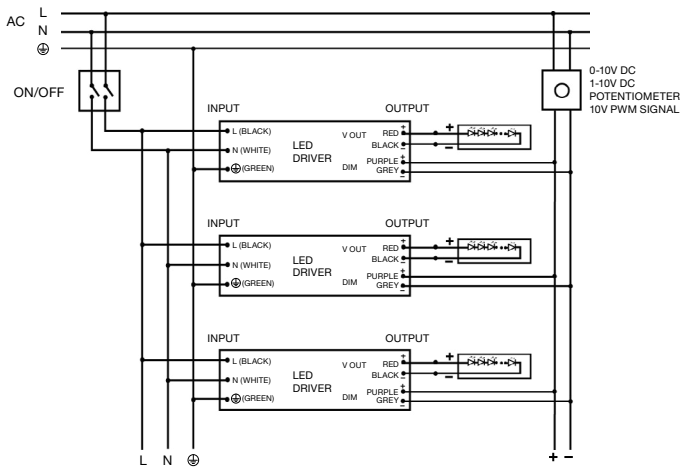 AC
L
N
ON/OFF
0-10V DC
1-10V DC
POTENTIOMETER
10V PWM SIGNAL
INPUT
OUTPUT
L (BLACK)
N (WHITE)
(GREEN)
LED
DRIVER
V OUT
DIM
RED +
BLACK −
PURPLE +
GREY −
+
−
INPUT
OUTPUT
L (BLACK)
N (WHITE)
(GREEN)
LED
DRIVER
V OUT
DIM
RED +
BLACK −
PURPLE +
GREY −
+
−
INPUT
OUTPUT
L (BLACK)
N (WHITE)
(GREEN)
LED
DRIVER
V OUT
DIM
RED +
BLACK −
PURPLE +
GREY −
+
−
L N
+ −